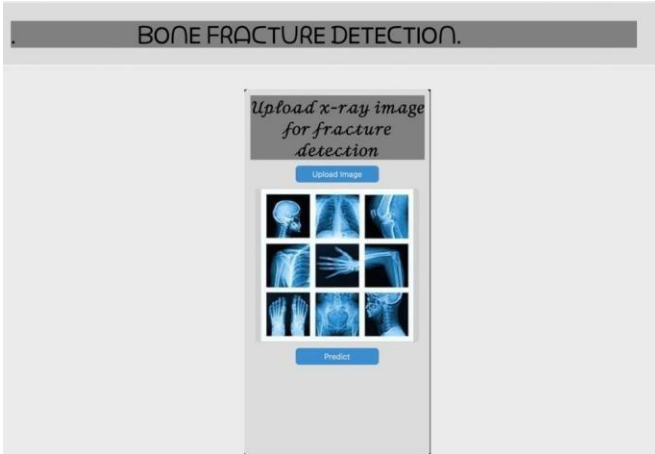 . BONE FRACTURE DETECTION.
Upload x-ray image
for fracture
detection
Upload Image
Predict